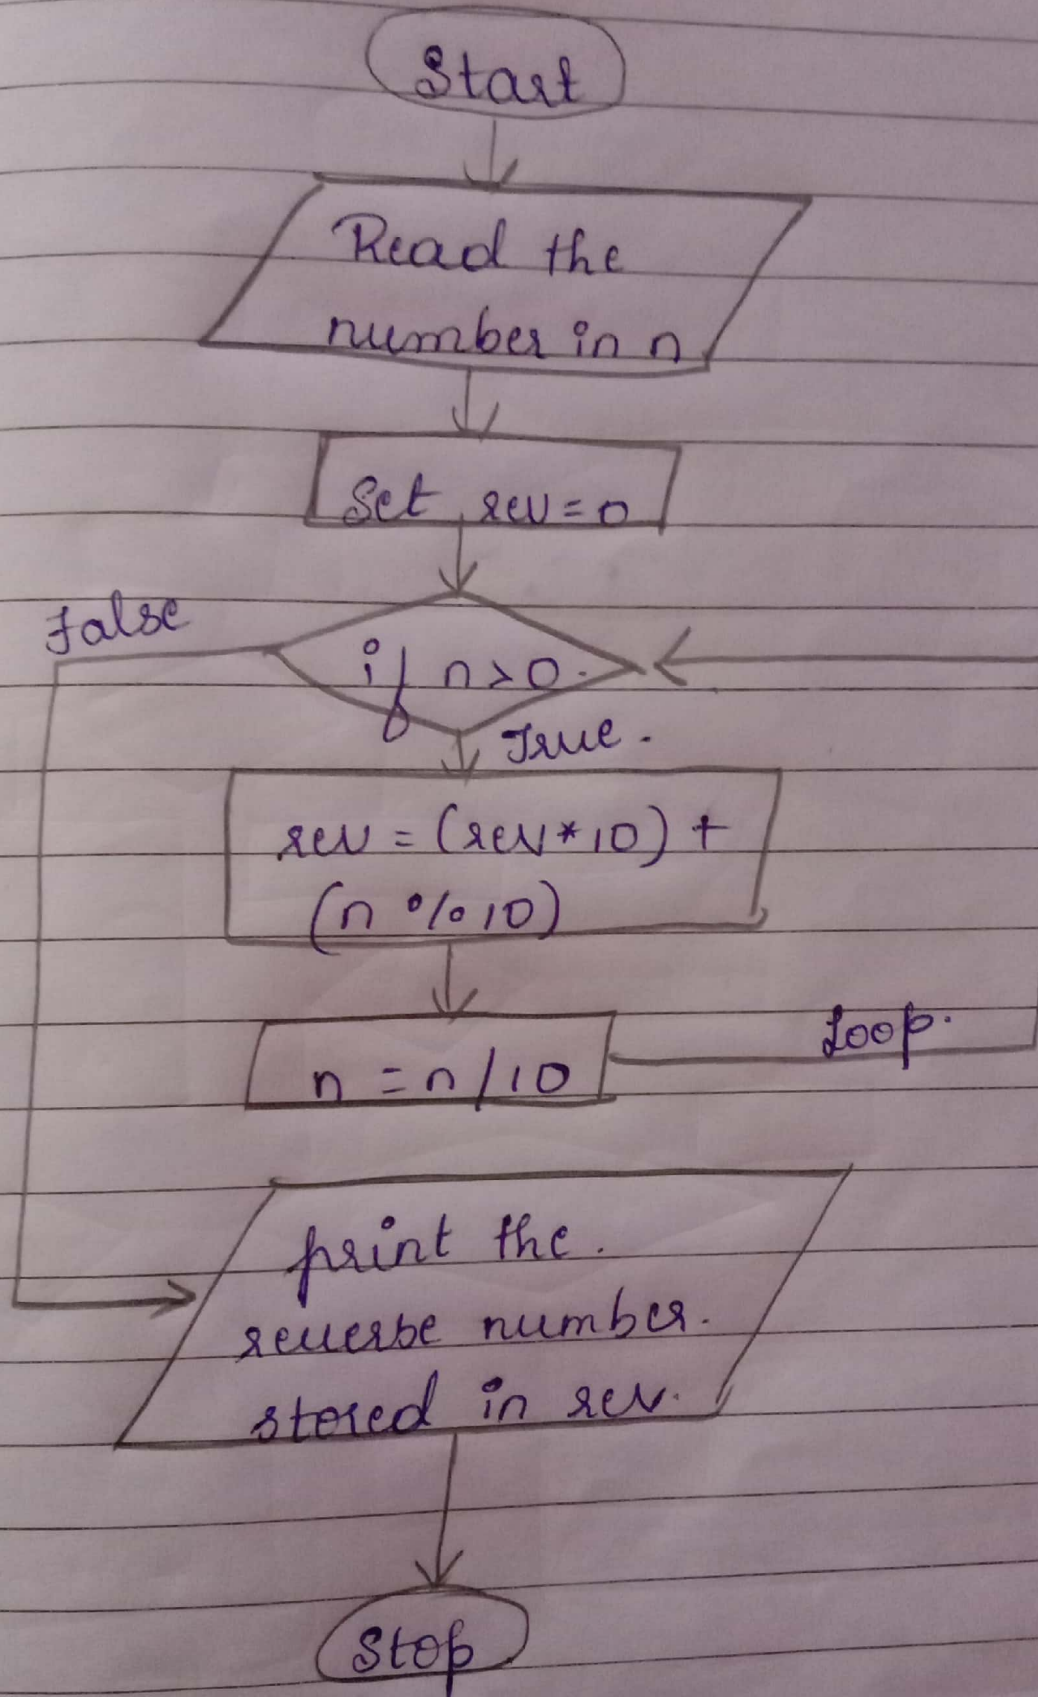 Start
Read the
number in n
Set rev=0
False
if n>0.
True.
rev = (rev*10) +
(n %10)
Loop.
n = n/10
print the.
reverse number.
stored in rev.
Stop